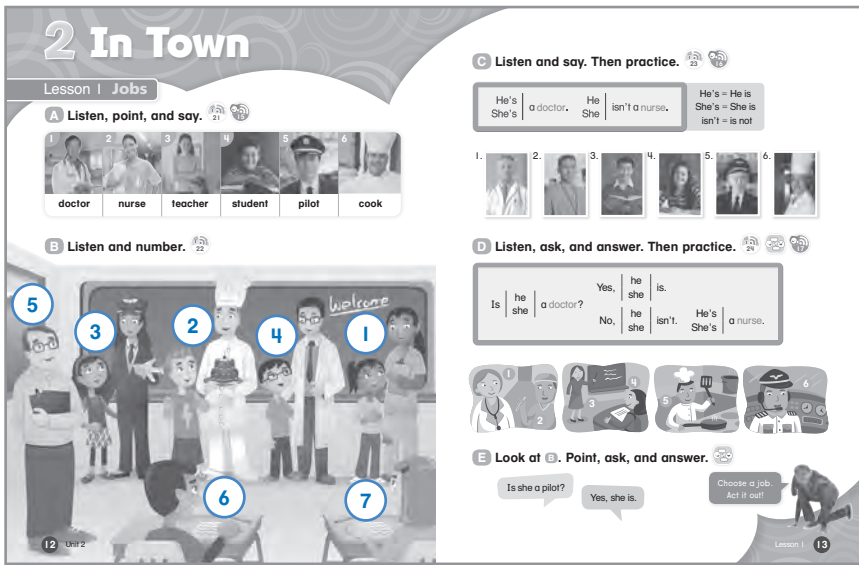 2 In Town
Lesson 1 Jobs
A Listen, point, and say. 21 15
1 2 3 4 5 6
doctor nurse teacher student pilot cook
B Listen and number. 22
Welcome
5 3 2 4 1
6 7
12 Unit 2
C Listen and say. Then practice. 23 16
He's
She's
a doctor.
He
She
isn't a nurse.
He's = He is
She's = She is
isn't = is not
1. 2. 3. 4. 5. 6.
D Listen, ask, and answer. Then practice. 24 17
Is
he
she
a doctor?
Yes,
he
she
is.
No,
he
she
isn't.
He's
She's
a nurse.
1 2 3 4 5 6
E Look at B. Point, ask, and answer.
Is she a pilot?
Yes, she is.
Choose a job.
Act it out!
Lesson 1 13